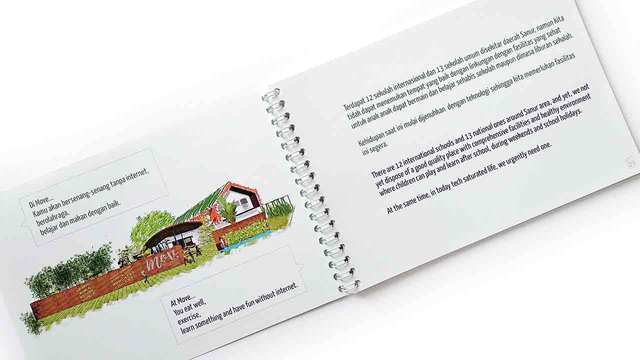 Di Move...
Kamu akan bersenang-senang tanpa internet.
berolahraga.
belajar dan makan dengan baik.
Move
At Move...
You eat well,
exercise,
learn something and have fun without internet.
Terdapat 12 sekolah internasional dan 13 sekolah umum disekitar daerah Sanur, namun kita
tidak dapat menemukan tempat yang baik dengan linkungan dengan fasilitas yang sehat
untuk anak anak dapat bermain dan belajar sehabis sekolah maupun dimasa liburan sekolah.
Kehidupan saat ini mulai dijenuhkan dengan teknologi sehingga kita memerlukan fasilitas
ini segera.
There are 12 international schools and 13 national ones around Sanur area, and yet, we not
yet dispose of a good quality place with comprehensive facilities and healthy environment
where children can play and learn after school, during weekends and school holidays.
At the same time, in today tech saturated life, we urgently need one.